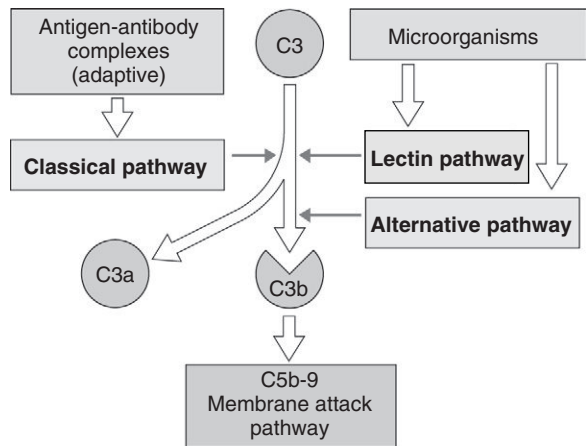 Antigen-antibody
complexes
(adaptive)
C3
Microorganisms
Classical pathway
Lectin pathway
Alternative pathway
C3a
C3b
C5b-9
Membrane attack
pathway